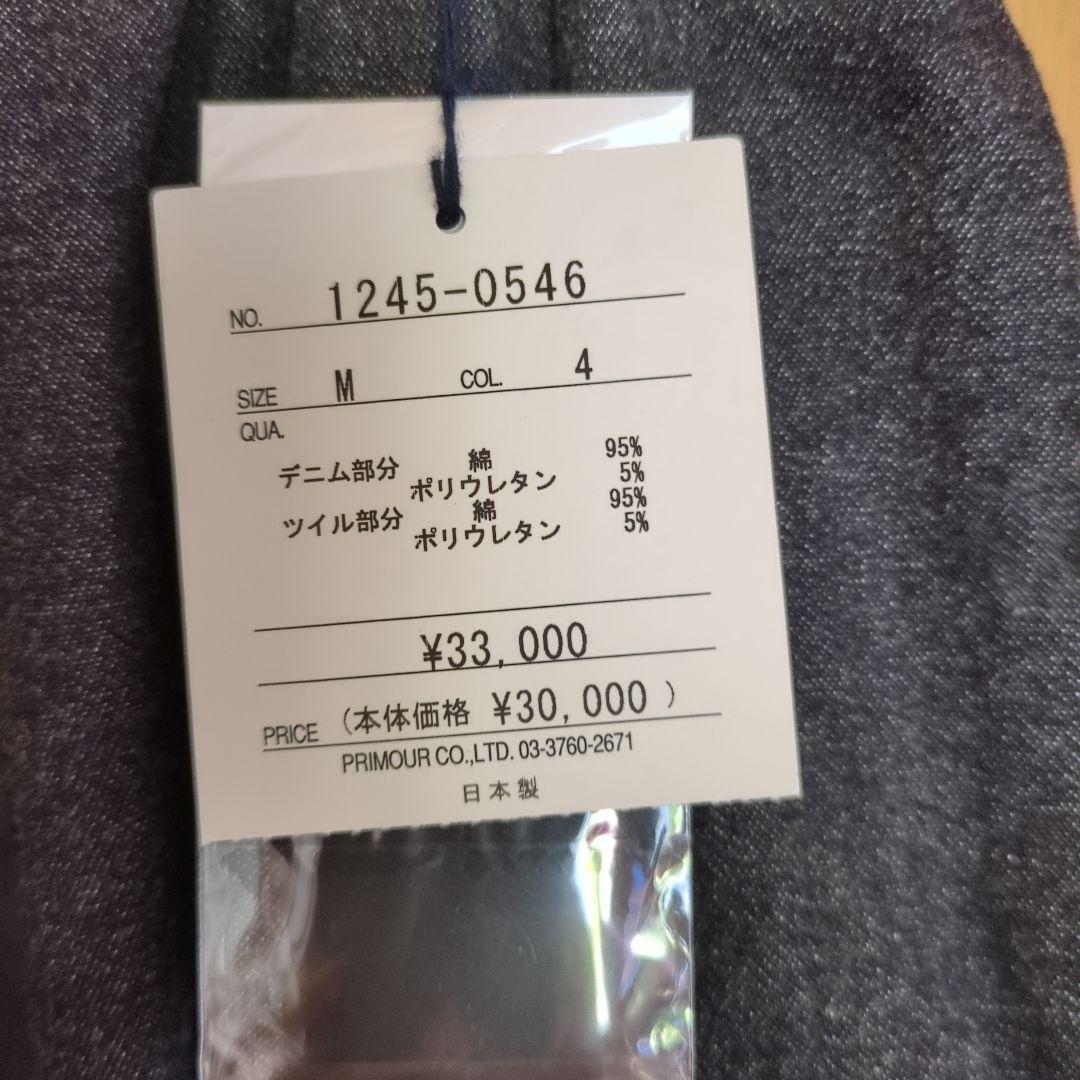 NO. 1245-0546
SIZE M COL. 4
QUA.
デニム部分 綿 95%
ポリウレタン 5%
ツイル部分 綿 95%
ポリウレタン 5%
¥33,000
PRICE (本体価格 ¥30,000 )
PRIMOUR CO.,LTD. 03-3760-2671
日本製